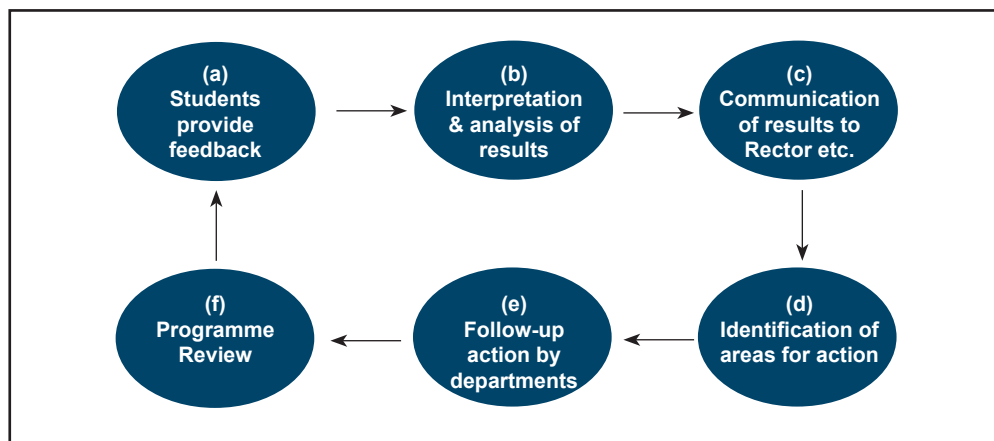 (a)
Students
provide
feedback
(b)
Interpretation
& analysis of
results
(c)
Communication
of results to
Rector etc.
(d)
Identification of
areas for action
(e)
Follow-up
action by
departments
(f)
Programme
Review